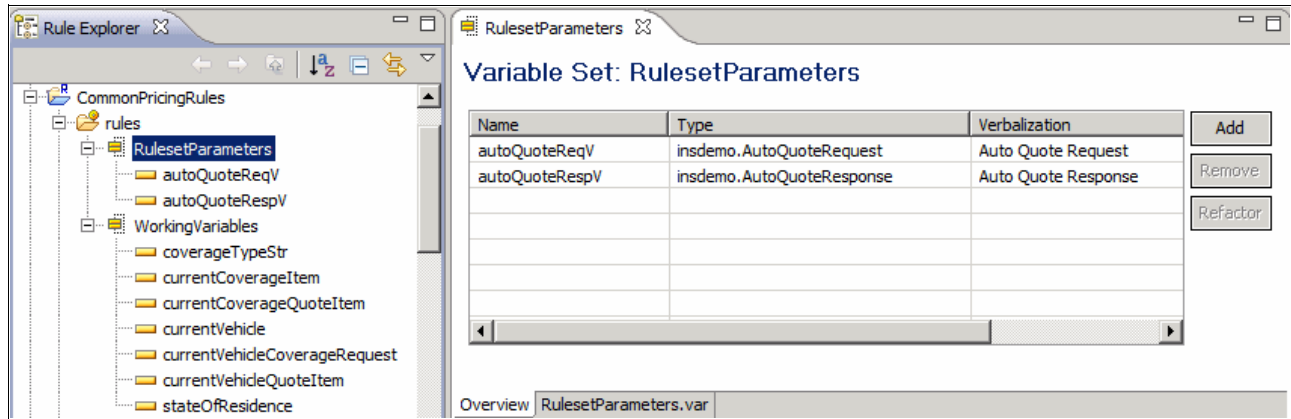 Rule Explorer
CommonPricingRules
rules
RulesetParameters
autoQuoteReqV
autoQuoteRespV
WorkingVariables
coverageTypeStr
currentCoverageItem
currentCoverageQuoteItem
currentVehicle
currentVehicleCoverageRequest
currentVehicleQuoteItem
stateOfResidence
RulesetParameters
Variable Set: RulesetParameters
Name Type Verbalization
autoQuoteReqV insdemo.AutoQuoteRequest Auto Quote Request
autoQuoteRespV insdemo.AutoQuoteResponse Auto Quote Response
Add
Remove
Refactor
Overview RulesetParameters.var